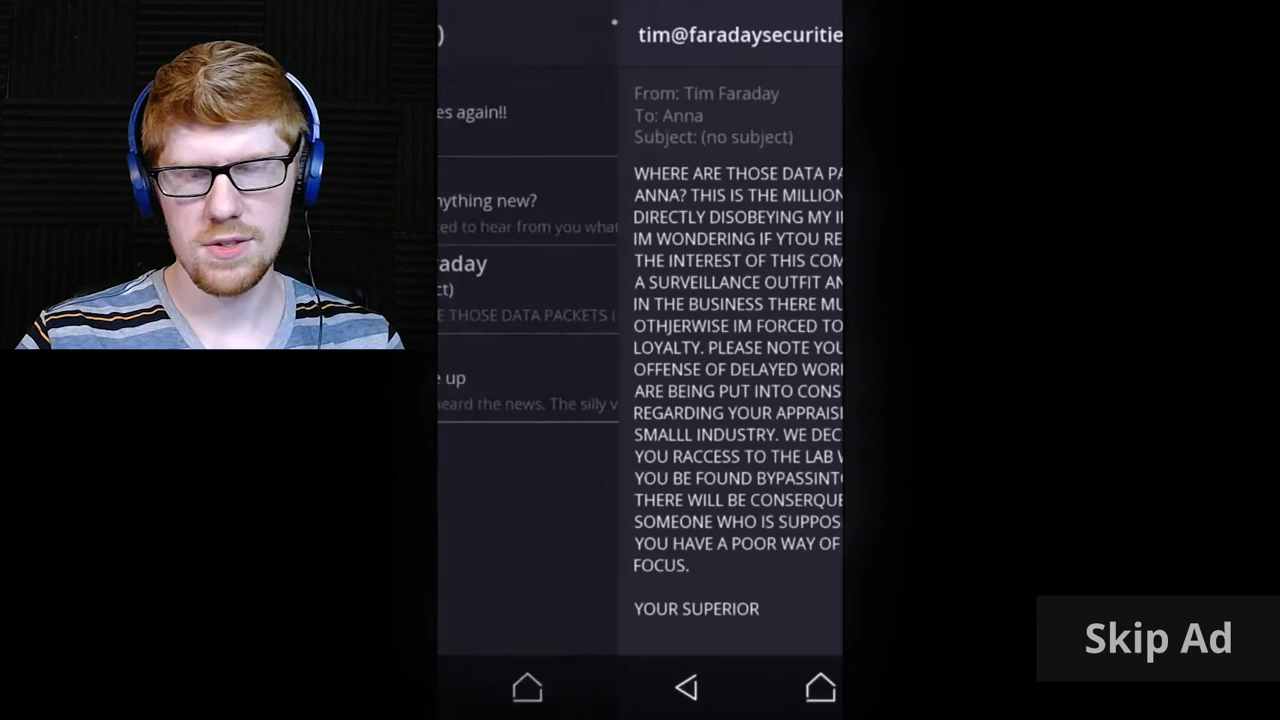 )
es again!!
nything new?
ed to hear from you what
raday
ct)
E THOSE DATA PACKETS
e up
heard the news. The silly v
tim@faradaysecuritie
From: Tim Faraday
To: Anna
Subject: (no subject)
WHERE ARE THOSE DATA PA
ANNA? THIS IS THE MILLION
DIRECTLY DISOBEYING MY I
IM WONDERING IF YTOU RE
THE INTEREST OF THIS COM
A SURVEILLANCE OUTFIT AN
IN THE BUSINESS THERE MU
OTHJERWISE IM FORCED TO
LOYALTY. PLEASE NOTE YOU
OFFENSE OF DELAYED WORI
ARE BEING PUT INTO CONS
REGARDING YOUR APPRAISI
SMALLL INDUSTRY. WE DEC
YOU RACCESS TO THE LAB
YOU BE FOUND BYPASSINT
THERE WILL BE CONSERQUE
SOMEONE WHO IS SUPPOS
YOU HAVE A POOR WAY OF
FOCUS.
YOUR SUPERIOR
Skip Ad